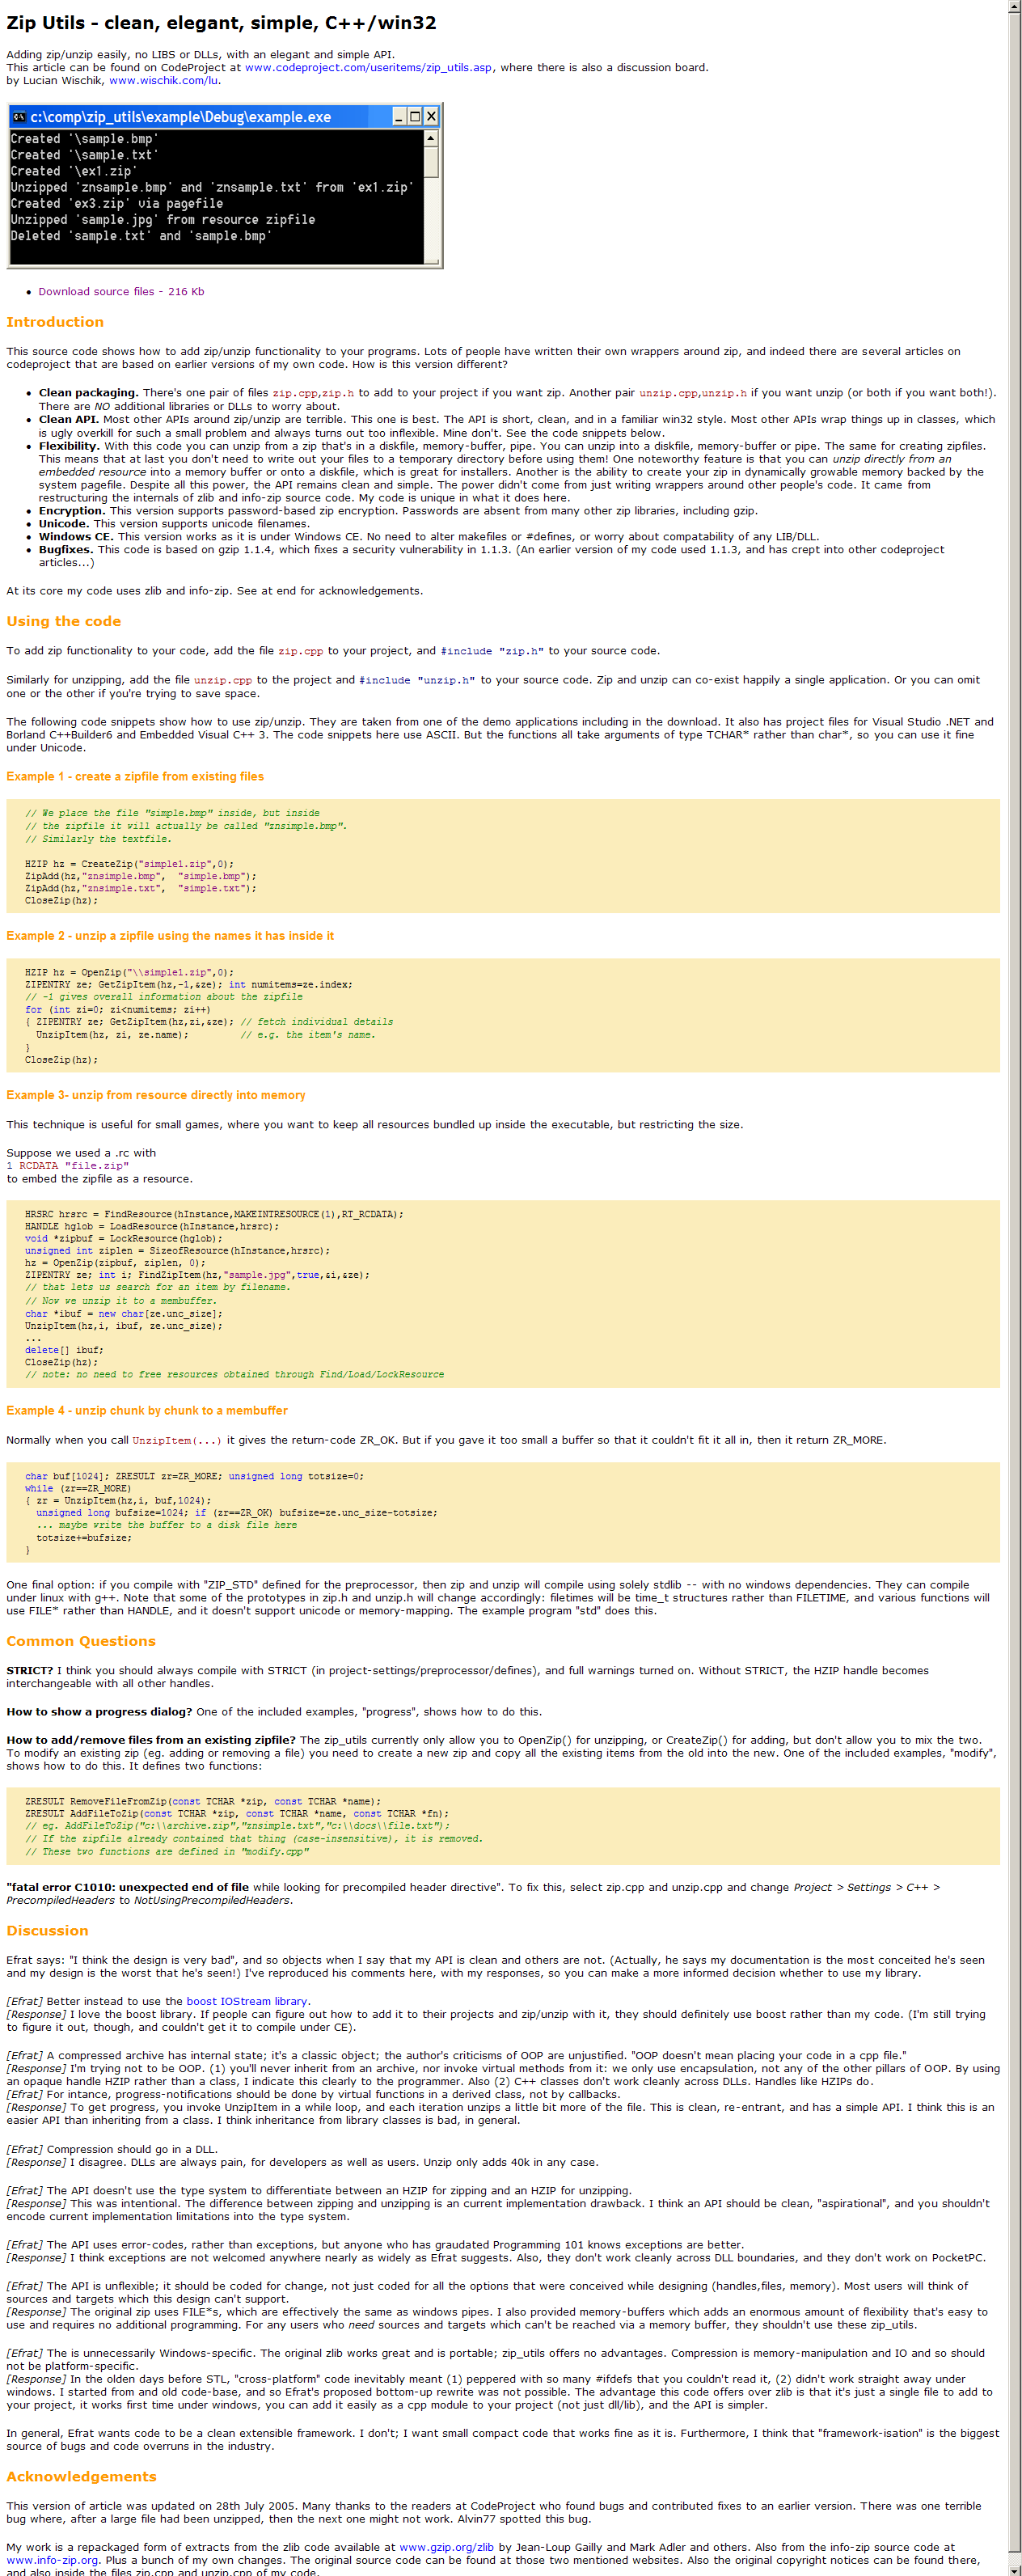 Zip Utils - clean, elegant, simple, C++/win32
Adding zip/unzip easily, no LIBS or DLLs, with an elegant and simple API.
This article can be found on CodeProject at www.codeproject.com/useritems/zip_utils.asp, where there is also a discussion board.
by Lucian Wischik, www.wischik.com/lu.
c:\comp\zip_utils\example\Debug\example.exe
Created '\sample.bmp'
Created '\sample.txt'
Created '\ex1.zip'
Unzipped 'znsample.bmp' and 'znsample.txt' from 'ex1.zip'
Created 'ex3.zip' via pagefile
Unzipped 'sample.jpg' from resource zipfile
Deleted 'sample.txt' and 'sample.bmp'
• Download source files - 216 Kb
Introduction
This source code shows how to add zip/unzip functionality to your programs. Lots of people have written their own wrappers around zip, and indeed there are several articles on
codeproject that are based on earlier versions of my own code. How is this version different?
• Clean packaging. There's one pair of files zip.cpp,zip.h to add to your project if you want zip. Another pair unzip.cpp,unzip.h if you want unzip (or both if you want both!).
There are NO additional libraries or DLLs to worry about.
• Clean API. Most other APIs around zip/unzip are terrible. This one is best. The API is short, clean, and in a familiar win32 style. Most other APIs wrap things up in classes, which
is ugly overkill for such a small problem and always turns out too inflexible. Mine don't. See the code snippets below.
• Flexibility. With this code you can unzip from a zip that's in a diskfile, memory-buffer, pipe. You can unzip into a diskfile, memory-buffer or pipe. The same for creating zipfiles.
This means that at last you don't need to write out your files to a temporary directory before using them! One noteworthy feature is that you can unzip directly from an
embedded resource into a memory buffer or onto a diskfile, which is great for installers. Another is the ability to create your zip in dynamically growable memory backed by the
system pagefile. Despite all this power, the API remains clean and simple. The power didn't come from just writing wrappers around other people's code. It came from
restructuring the internals of zlib and info-zip source code. My code is unique in what it does here.
• Encryption. This version supports password-based zip encryption. Passwords are absent from many other zip libraries, including gzip.
• Unicode. This version supports unicode filenames.
• Windows CE. This version works as it is under Windows CE. No need to alter makefiles or #defines, or worry about compatability of any LIB/DLL.
• Bugfixes. This code is based on gzip 1.1.4, which fixes a security vulnerability in 1.1.3. (An earlier version of my code used 1.1.3, and has crept into other codeproject
articles...)
At its core my code uses zlib and info-zip. See at end for acknowledgements.
Using the code
To add zip functionality to your code, add the file zip.cpp to your project, and #include "zip.h" to your source code.
Similarly for unzipping, add the file unzip.cpp to the project and #include "unzip.h" to your source code. Zip and unzip can co-exist happily a single application. Or you can omit
one or the other if you're trying to save space.
The following code snippets show how to use zip/unzip. They are taken from one of the demo applications including in the download. It also has project files for Visual Studio .NET and
Borland C++Builder6 and Embedded Visual C++ 3. The code snippets here use ASCII. But the functions all take arguments of type TCHAR* rather than char*, so you can use it fine
under Unicode.
Example 1 - create a zipfile from existing files
// We place the file "simple.bmp" inside, but inside
// the zipfile it will actually be called "znsimple.bmp".
// Similarly the textfile.
HZIP hz = CreateZip("simple1.zip",0);
ZipAdd(hz,"znsimple.bmp",  "simple.bmp");
ZipAdd(hz,"znsimple.txt",  "simple.txt");
CloseZip(hz);
Example 2 - unzip a zipfile using the names it has inside it
HZIP hz = OpenZip("\\simple1.zip",0);
ZIPENTRY ze; GetZipItem(hz,-1,&ze); int numitems=ze.index;
// -1 gives overall information about the zipfile
for (int zi=0; zi<numitems; zi++)
{ ZIPENTRY ze; GetZipItem(hz,zi,&ze); // fetch individual details
UnzipItem(hz, zi, ze.name);         // e.g. the item's name.
}
CloseZip(hz);
Example 3- unzip from resource directly into memory
This technique is useful for small games, where you want to keep all resources bundled up inside the executable, but restricting the size.
Suppose we used a .rc with
1 RCDATA "file.zip"
to embed the zipfile as a resource.
HRSRC hrsrc = FindResource(hInstance,MAKEINTRESOURCE(1),RT_RCDATA);
HANDLE hglob = LoadResource(hInstance,hrsrc);
void *zipbuf = LockResource(hglob);
unsigned int ziplen = SizeofResource(hInstance,hrsrc);
hz = OpenZip(zipbuf, ziplen, 0);
ZIPENTRY ze; int i; FindZipItem(hz,"sample.jpg",true,&i,&ze);
// that lets us search for an item by filename.
// Now we unzip it to a membuffer.
char *ibuf = new char[ze.unc_size];
UnzipItem(hz,i, ibuf, ze.unc_size);
...
delete[] ibuf;
CloseZip(hz);
// note: no need to free resources obtained through Find/Load/LockResource
Example 4 - unzip chunk by chunk to a membuffer
Normally when you call UnzipItem(...) it gives the return-code ZR_OK. But if you gave it too small a buffer so that it couldn't fit it all in, then it return ZR_MORE.
char buf[1024]; ZRESULT zr=ZR_MORE; unsigned long totsize=0;
while (zr==ZR_MORE)
{ zr = UnzipItem(hz,i, buf,1024);
unsigned long bufsize=1024; if (zr==ZR_OK) bufsize=ze.unc_size-totsize;
... maybe write the buffer to a disk file here
totsize+=bufsize;
}
One final option: if you compile with "ZIP_STD" defined for the preprocessor, then zip and unzip will compile using solely stdlib -- with no windows dependencies. They can compile
under linux with g++. Note that some of the prototypes in zip.h and unzip.h will change accordingly: filetimes will be time_t structures rather than FILETIME, and various functions will
use FILE* rather than HANDLE, and it doesn't support unicode or memory-mapping. The example program "std" does this.
Common Questions
STRICT? I think you should always compile with STRICT (in project-settings/preprocessor/defines), and full warnings turned on. Without STRICT, the HZIP handle becomes
interchangeable with all other handles.
How to show a progress dialog? One of the included examples, "progress", shows how to do this.
How to add/remove files from an existing zipfile? The zip_utils currently only allow you to OpenZip() for unzipping, or CreateZip() for adding, but don't allow you to mix the two.
To modify an existing zip (eg. adding or removing a file) you need to create a new zip and copy all the existing items from the old into the new. One of the included examples, "modify",
shows how to do this. It defines two functions:
ZRESULT RemoveFileFromZip(const TCHAR *zip, const TCHAR *name);
ZRESULT AddFileToZip(const TCHAR *zip, const TCHAR *name, const TCHAR *fn);
// eg. AddFileToZip("c:\\archive.zip","znsimple.txt","c:\\docs\\file.txt");
// If the zipfile already contained that thing (case-insensitive), it is removed.
// These two functions are defined in "modify.cpp"
"fatal error C1010: unexpected end of file while looking for precompiled header directive". To fix this, select zip.cpp and unzip.cpp and change Project > Settings > C++ >
PrecompiledHeaders to NotUsingPrecompiledHeaders.
Discussion
Efrat says: "I think the design is very bad", and so objects when I say that my API is clean and others are not. (Actually, he says my documentation is the most conceited he's seen
and my design is the worst that he's seen!) I've reproduced his comments here, with my responses, so you can make a more informed decision whether to use my library.
[Efrat] Better instead to use the boost IOStream library.
[Response] I love the boost library. If people can figure out how to add it to their projects and zip/unzip with it, they should definitely use boost rather than my code. (I'm still trying
to figure it out, though, and couldn't get it to compile under CE).
[Efrat] A compressed archive has internal state; it's a classic object; the author's criticisms of OOP are unjustified. "OOP doesn't mean placing your code in a cpp file."
[Response] I'm trying not to be OOP. (1) you'll never inherit from an archive, nor invoke virtual methods from it: we only use encapsulation, not any of the other pillars of OOP. By using
an opaque handle HZIP rather than a class, I indicate this clearly to the programmer. Also (2) C++ classes don't work cleanly across DLLs. Handles like HZIPs do.
[Efrat] For intance, progress-notifications should be done by virtual functions in a derived class, not by callbacks.
[Response] To get progress, you invoke UnzipItem in a while loop, and each iteration unzips a little bit more of the file. This is clean, re-entrant, and has a simple API. I think this is an
easier API than inheriting from a class. I think inheritance from library classes is bad, in general.
[Efrat] Compression should go in a DLL.
[Response] I disagree. DLLs are always pain, for developers as well as users. Unzip only adds 40k in any case.
[Efrat] The API doesn't use the type system to differentiate between an HZIP for zipping and an HZIP for unzipping.
[Response] This was intentional. The difference between zipping and unzipping is an current implementation drawback. I think an API should be clean, "aspirational", and you shouldn't
encode current implementation limitations into the type system.
[Efrat] The API uses error-codes, rather than exceptions, but anyone who has graudated Programming 101 knows exceptions are better.
[Response] I think exceptions are not welcomed anywhere nearly as widely as Efrat suggests. Also, they don't work cleanly across DLL boundaries, and they don't work on PocketPC.
[Efrat] The API is unflexible; it should be coded for change, not just coded for all the options that were conceived while designing (handles,files, memory). Most users will think of
sources and targets which this design can't support.
[Response] The original zip uses FILE*s, which are effectively the same as windows pipes. I also provided memory-buffers which adds an enormous amount of flexibility that's easy to
use and requires no additional programming. For any users who need sources and targets which can't be reached via a memory buffer, they shouldn't use these zip_utils.
[Efrat] The is unnecessarily Windows-specific. The original zlib works great and is portable; zip_utils offers no advantages. Compression is memory-manipulation and IO and so should
not be platform-specific.
[Response] In the olden days before STL, "cross-platform" code inevitably meant (1) peppered with so many #ifdefs that you couldn't read it, (2) didn't work straight away under
windows. I started from and old code-base, and so Efrat's proposed bottom-up rewrite was not possible. The advantage this code offers over zlib is that it's just a single file to add to
your project, it works first time under windows, you can add it easily as a cpp module to your project (not just dll/lib), and the API is simpler.
In general, Efrat wants code to be a clean extensible framework. I don't; I want small compact code that works fine as it is. Furthermore, I think that "framework-isation" is the biggest
source of bugs and code overruns in the industry.
Acknowledgements
This version of article was updated on 28th July 2005. Many thanks to the readers at CodeProject who found bugs and contributed fixes to an earlier version. There was one terrible
bug where, after a large file had been unzipped, then the next one might not work. Alvin77 spotted this bug.
My work is a repackaged form of extracts from the zlib code available at www.gzip.org/zlib by Jean-Loup Gailly and Mark Adler and others. Also from the info-zip source code at
www.info-zip.org. Plus a bunch of my own changes. The original source code can be found at those two mentioned websites. Also the original copyright notices can be found there,
and also inside the files zip.cpp and unzip.cpp of my code.